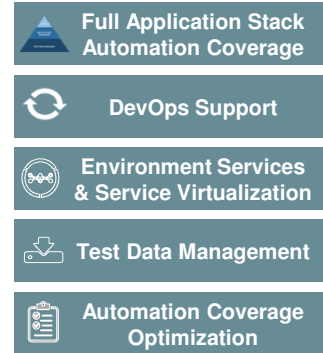 Full Application Stack
Automation Coverage
DevOps Support
Environment Services
& Service Virtualization
Test Data Management
Automation Coverage
Optimization